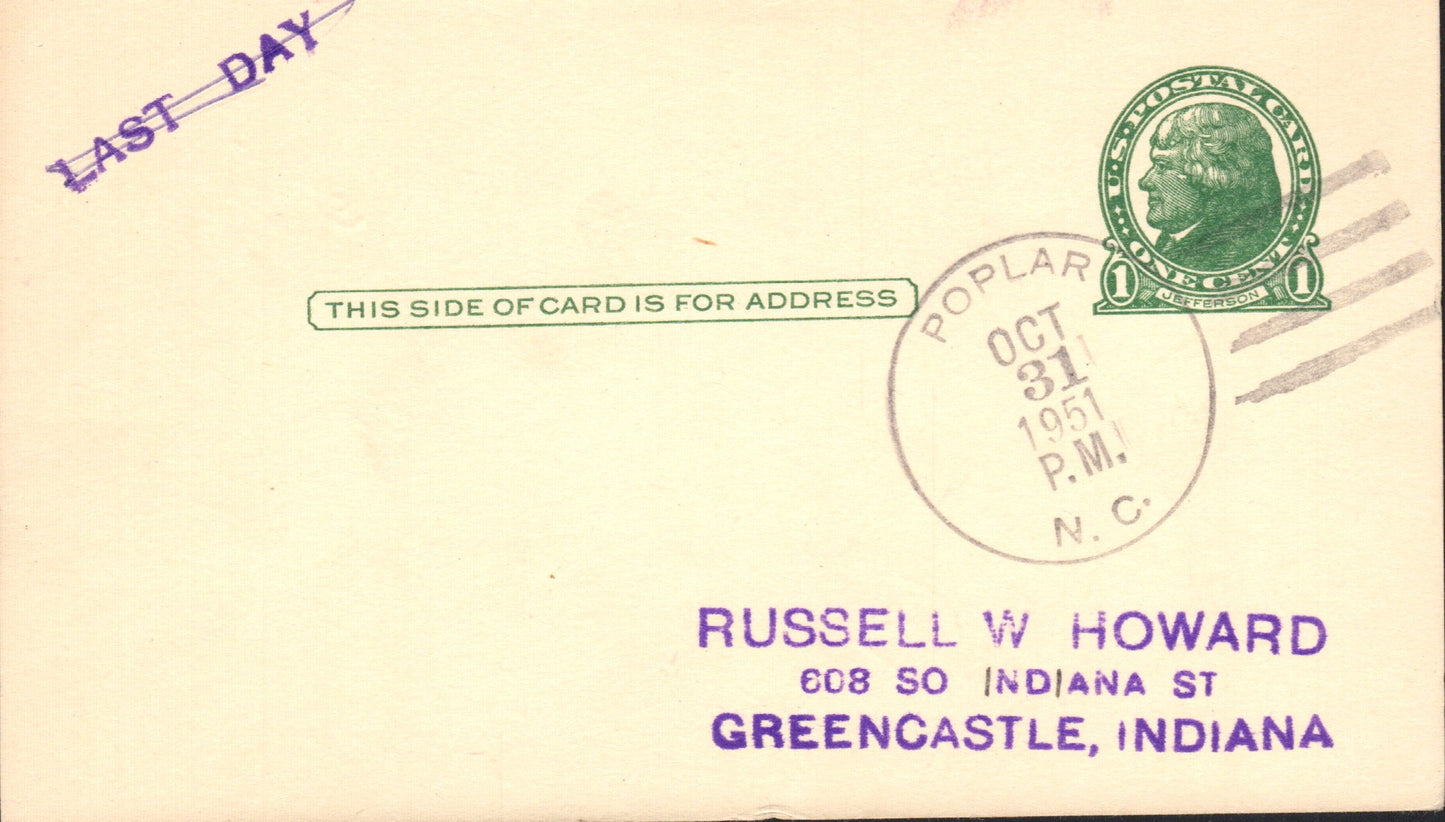 LAST DAY
U.S. POSTAL CARD
ONE CENT
1 JEFFERSON 1
THIS SIDE OF CARD IS FOR ADDRESS
POPLAR
OCT
31
1951
P.M.
N. C.
RUSSELL W HOWARD
608 SO INDIANA ST
GREENCASTLE, INDIANA